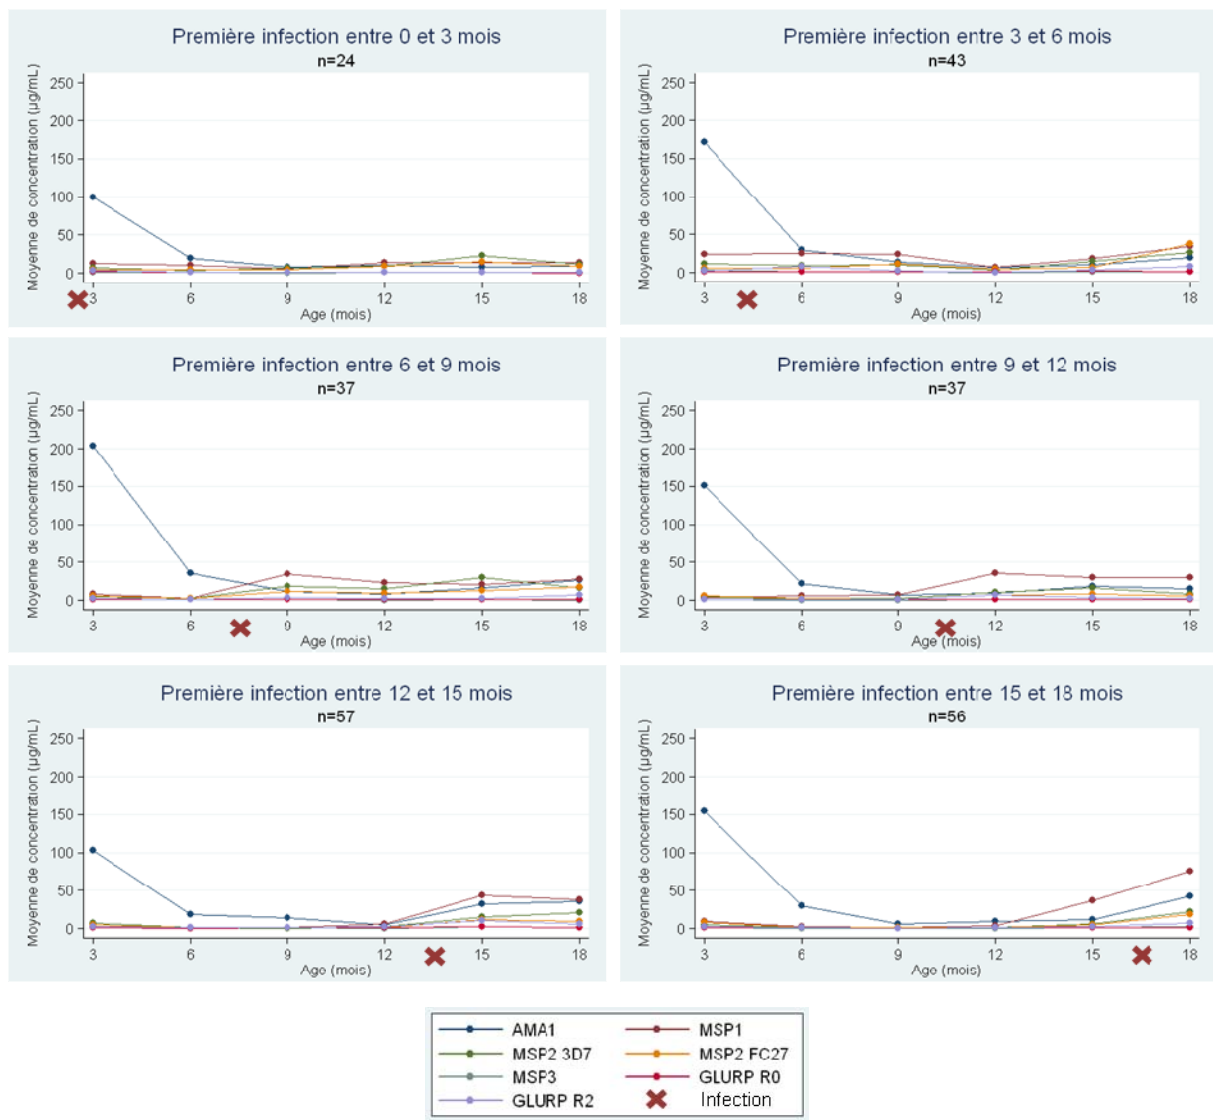 Première infection entre 0 et 3 mois
n=24
Moyenne de concentration (µg/mL)
250
200
150
100
50
0
3 6 9 12 15 18
Age (mois)
Première infection entre 3 et 6 mois
n=43
Moyenne de concentration (µg/mL)
250
200
150
100
50
0
3 6 9 12 15 18
Age (mois)
Première infection entre 6 et 9 mois
n=37
Moyenne de concentration (µg/mL)
250
200
150
100
50
0
3 6 9 12 15 18
Age (mois)
Première infection entre 9 et 12 mois
n=37
Moyenne de concentration (µg/mL)
250
200
150
100
50
0
3 6 9 12 15 18
Age (mois)
Première infection entre 12 et 15 mois
n=57
Moyenne de concentration (µg/mL)
250
200
150
100
50
0
3 6 9 12 15 18
Age (mois)
Première infection entre 15 et 18 mois
n=56
Moyenne de concentration (µg/mL)
250
200
150
100
50
0
3 6 9 12 15 18
Age (mois)
AMA1 MSP1
MSP2 3D7 MSP2 FC27
MSP3 GLURP R0
GLURP R2 Infection